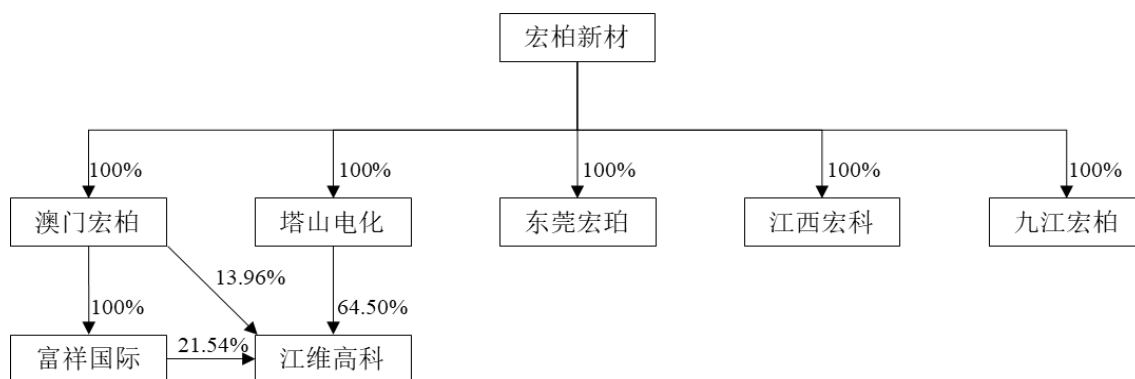 宏柏新材
100%
100%
100%
100%
100%
澳门宏柏
塔山电化
东莞宏珀
江西宏科
九江宏柏
13.96%
100%
64.50%
富祥国际
21.54%
江维高科